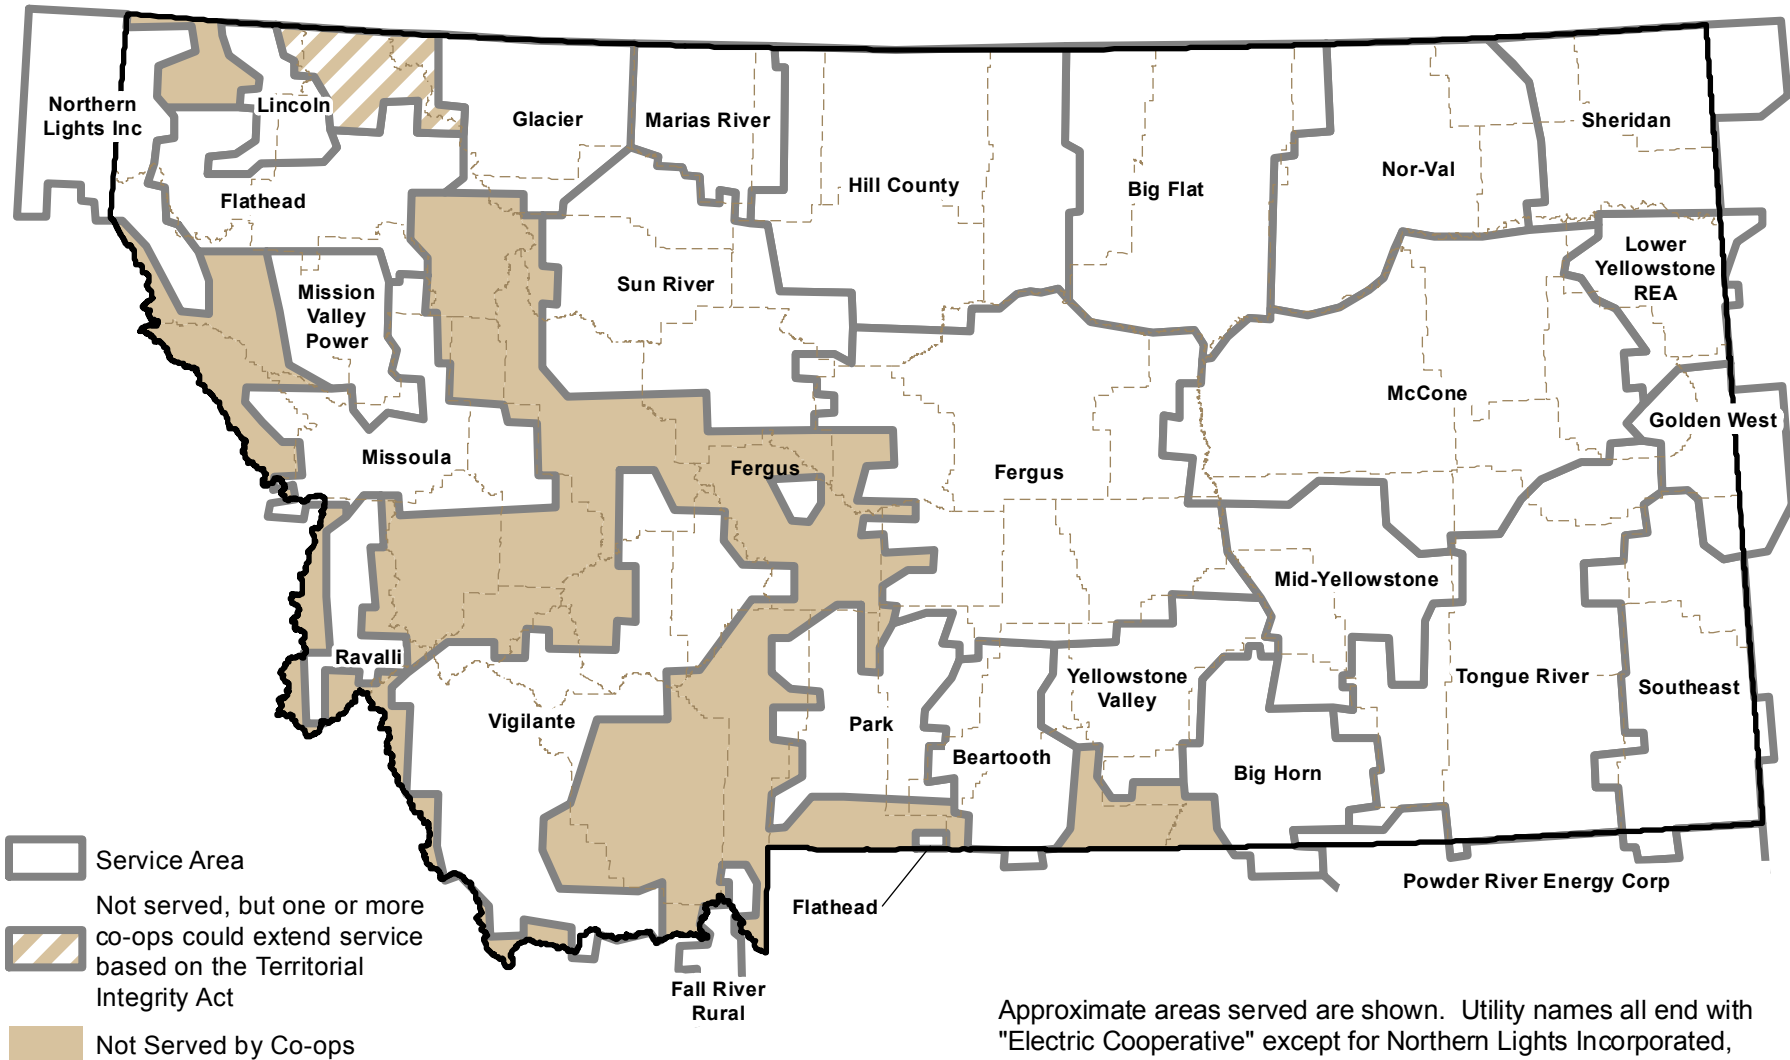 Northern
Lights Inc
Lincoln
Glacier
Marias River
Hill County
Big Flat
Nor-Val
Sheridan
Flathead
Mission
Valley
Power
Sun River
Lower
Yellowstone
REA
McCone
Golden West
Missoula
Fergus
Fergus
Mid-Yellowstone
Ravalli
Vigilante
Park
Beartooth
Yellowstone
Valley
Big Horn
Tongue River
Southeast
Flathead
Powder River Energy Corp
Fall River
Rural
Service Area
Not served, but one or more
co-ops could extend service
based on the Territorial
Integrity Act
Not Served by Co-ops
Approximate areas served are shown.  Utility names all end with
"Electric Cooperative" except for Northern Lights Incorporated,